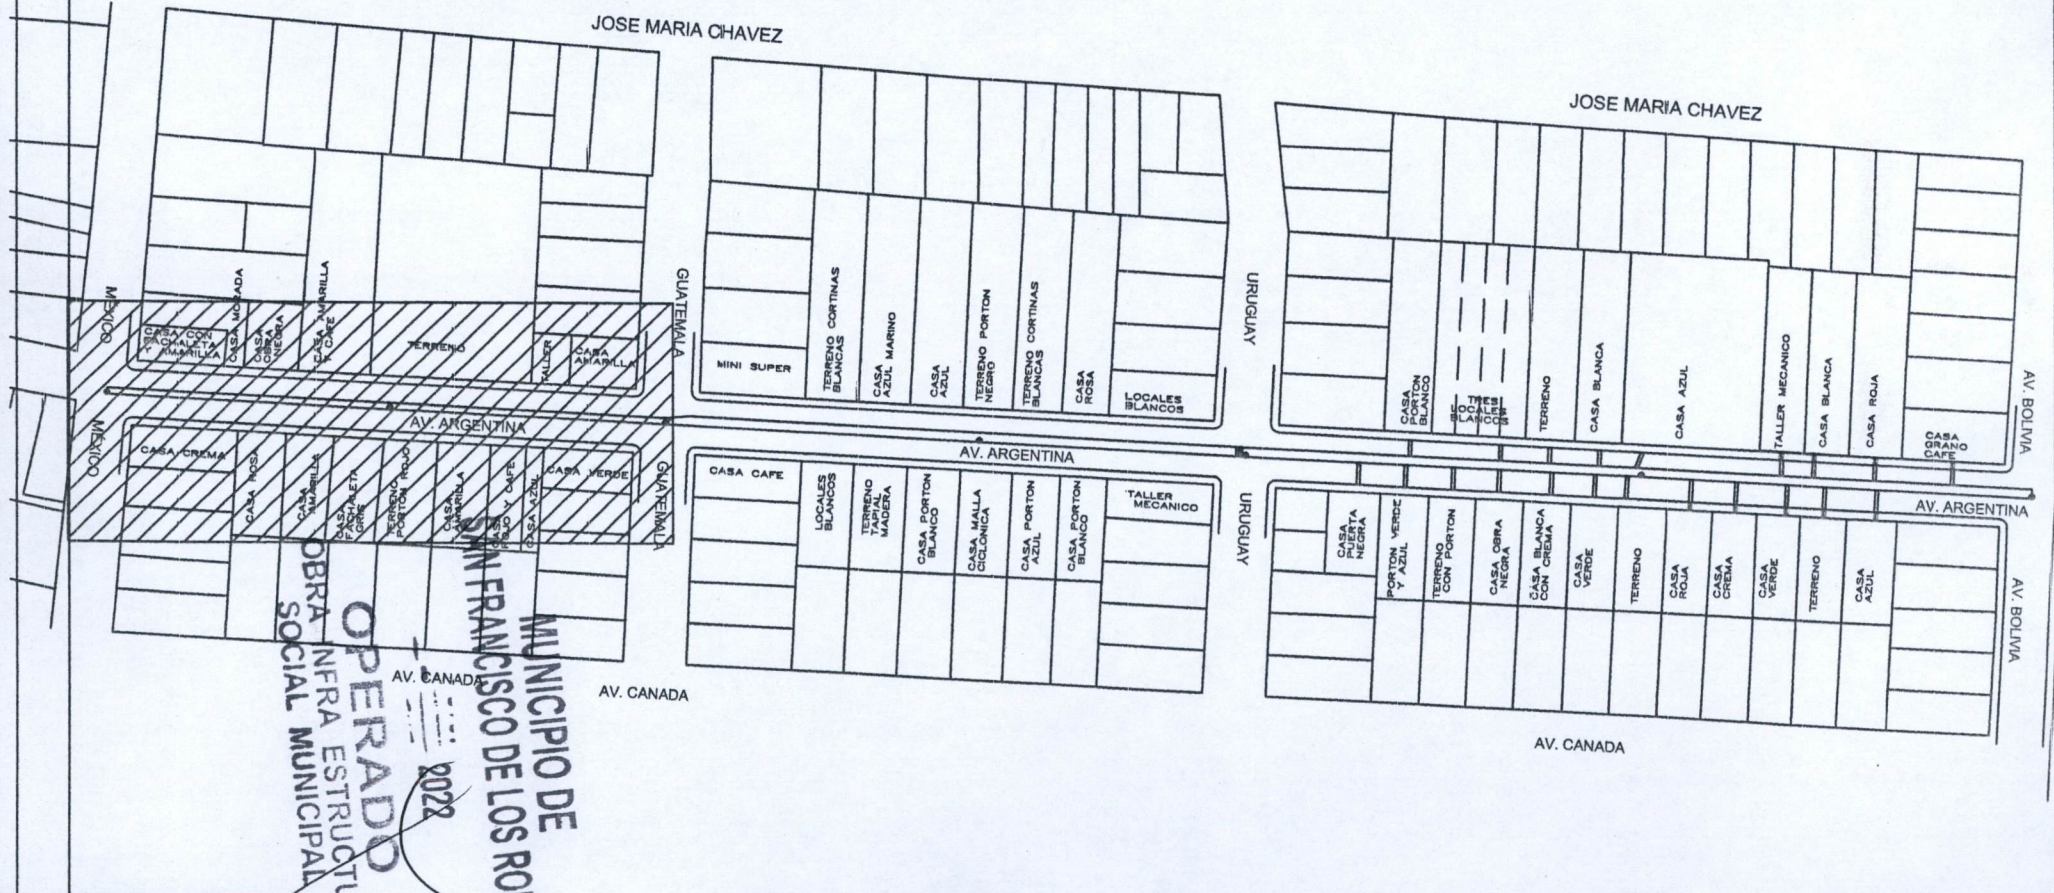 JOSE MARIA CHAVEZ
JOSE MARIA CHAVEZ
MEXICO
GUATEMALA
URUGUAY
AV. BOLIVIA
CASA CON
FACHALETA
Y AMARILLA
CASA MORADA
CASA
OBRA
NEGRA
CASA AMARILLA
Y CAFE
TERRENO
TALLER
CASA
AMARILLA
MINI SUPER
TERRENO CORTINAS
BLANCAS
CASA
AZUL MARINO
CASA
AZUL
TERRENO PORTON
NEGRO
TERRENO CORTINAS
BLANCAS
CASA
ROSA
LOCALES
BLANCOS
CASA
PORTON
BLANCO
TRES
LOCALES
BLANCOS
TERRENO
CASA BLANCA
CASA AZUL
TALLER MECANICO
CASA BLANCA
CASA ROJA
CASA
GRANO
CAFE
AV. ARGENTINA
AV. ARGENTINA
AV. ARGENTINA
MEXICO
GUATEMALA
URUGUAY
AV. BOLIVIA
CASA CREMA
CASA ROSA
CASA
AMARILLA
CASA
FACHALETA
GRIS
TERRENO
PORTON ROJO
CASA
AMARILLA
CASA
ROJO Y CAFE
CASA AZUL
CASA VERDE
CASA CAFE
LOCALES
BLANCOS
TERRENO
TAPIAL
MADERA
CASA PORTON
BLANCO
CASA MALLA
CICLONICA
CASA PORTON
AZUL
CASA PORTON
BLANCO
TALLER
MECANICO
CASA
PUERTA
NEGRA
PORTON VERDE
Y AZUL
TERRENO
CON PORTON
CASA OBRA
NEGRA
CASA BLANCA
CON CREMA
CASA
VERDE
TERRENO
CASA
ROJA
CASA
CREMA
CASA
VERDE
TERRENO
CASA
AZUL
AV. CANADA
AV. CANADA
AV. CANADA
MUNICIPIO DE
SAN FRANCISCO DE LOS RO
2022
OPERADO
OBRA INFRA ESTRUCTU
SOCIAL MUNICIPAL